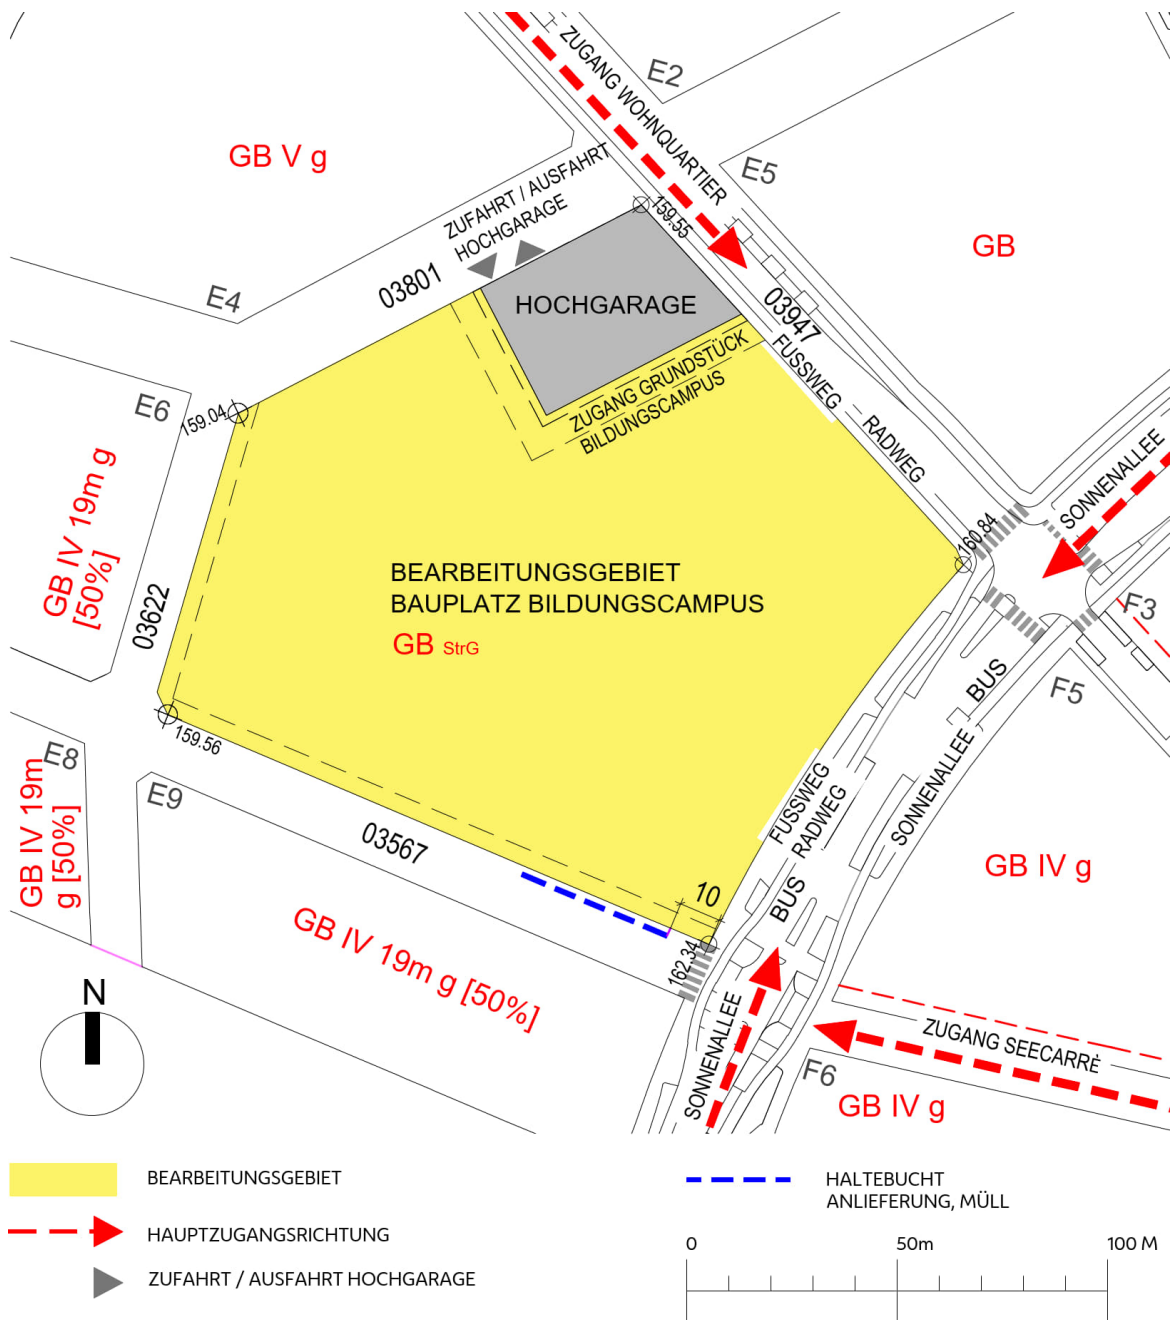 ZUGANG WOHNQUARTIER
E2
GB V g
ZUFAHRT / AUSFAHRT
HOCHGARAGE
E5
159.55
GB
E4
03801
HOCHGARAGE
03947
FUSSWEG
RADWEG
ZUGANG GRUNDSTÜCK
BILDUNGSCAMPUS
E6
159.04
SONNENALLEE
GB IV 19m g
[50%]
03622
160.84
BEARBEITUNGSGEBIET
BAUPLATZ BILDUNGSCAMPUS
GB StrG
F3
F5
BUS
159.56
E8
E9
GB IV 19m
g [50%]
03567
FUSSWEG
RADWEG
SONNENALLEE
GB IV g
10
BUS
GB IV 19m g [50%]
162.34
N
SONNENALLEE
ZUGANG SEECARRÈ
F6
GB IV g
BEARBEITUNGSGEBIET
HAUPTZUGANGSRICHTUNG
ZUFAHRT / AUSFAHRT HOCHGARAGE
HALTEBUCHT
ANLIEFERUNG, MÜLL
0 50m 100 M